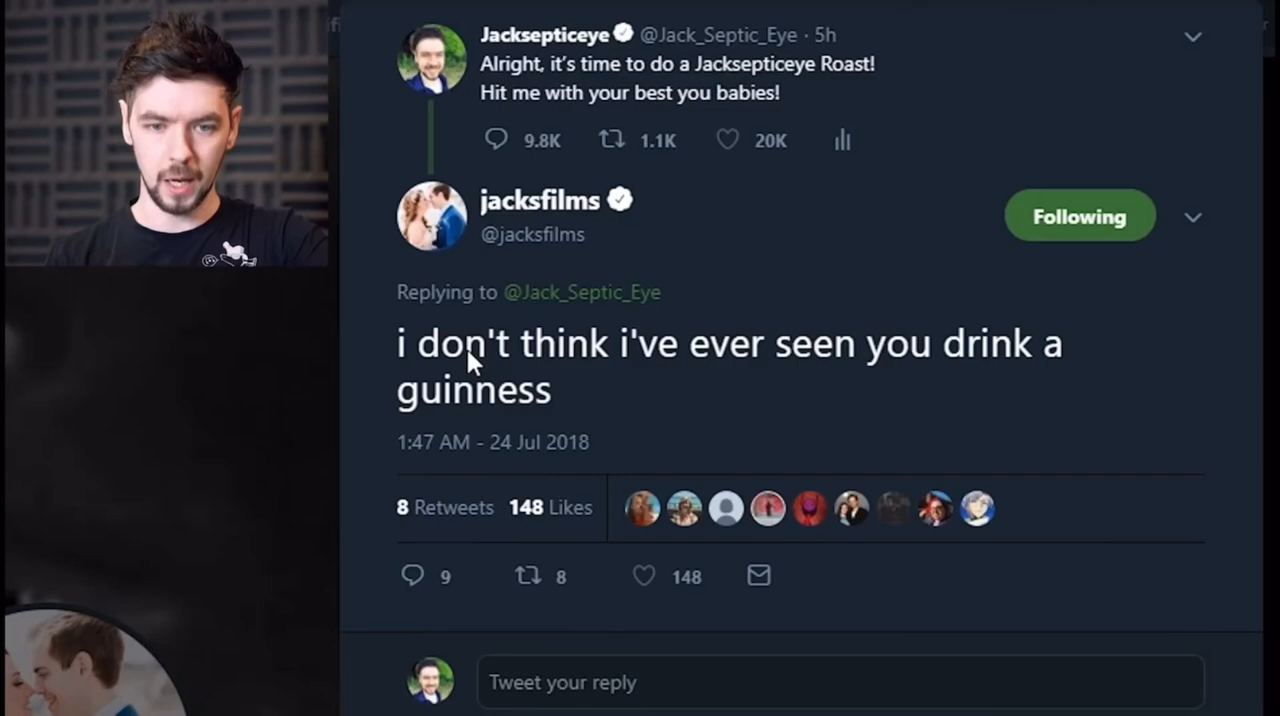 Jacksepticeye @Jack_Septic_Eye · 5h
Alright, it's time to do a Jacksepticeye Roast!
Hit me with your best you babies!
9.8K 1.1K 20K
jacksfilms
@jacksfilms
Following
Replying to @Jack_Septic_Eye
i don't think i've ever seen you drink a
guinness
1:47 AM - 24 Jul 2018
8 Retweets 148 Likes
9 8 148
Tweet your reply